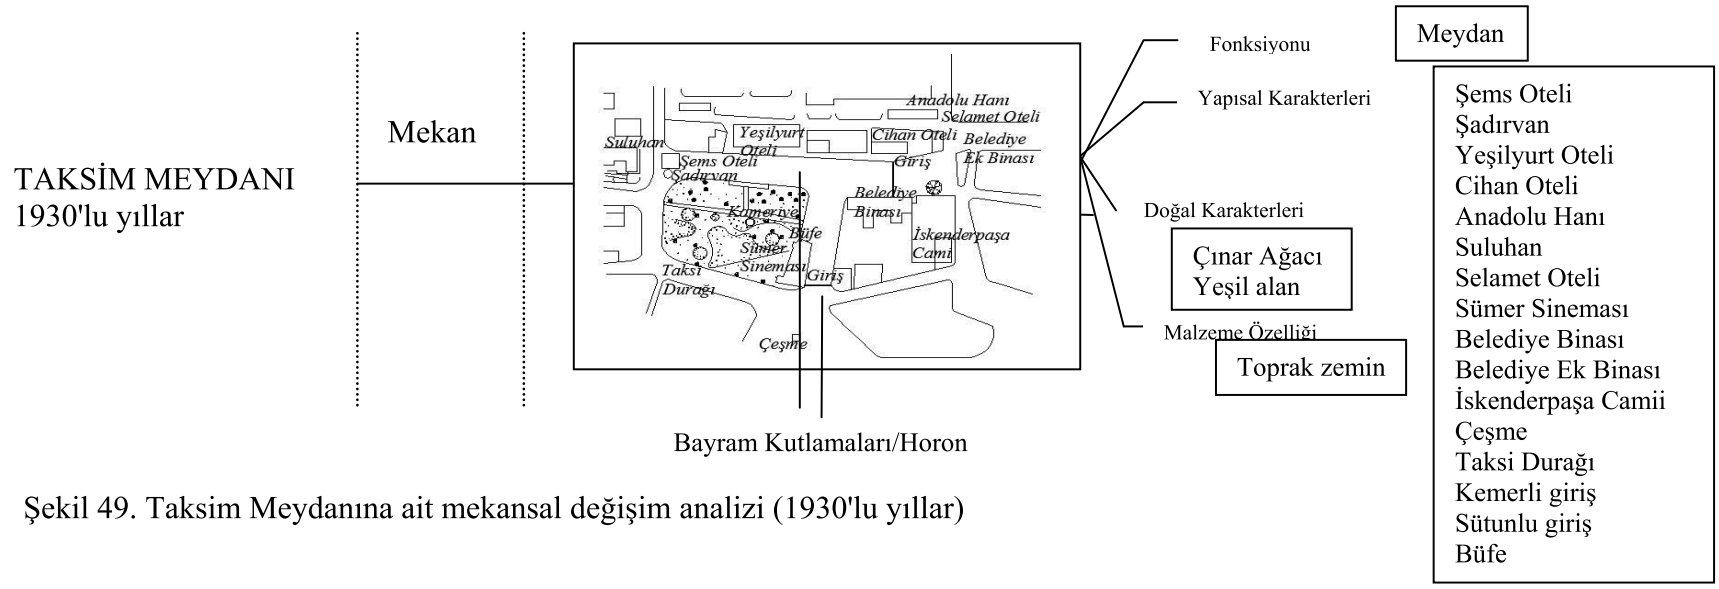 TAKSİM MEYDANI
1930'lu yıllar
Mekan
Anadolu Hanı
Selamet Oteli
Suluhan
Yeşilyurt
Oteli
Cihan Oteli
Belediye
Ek Binası
Şems Oteli
Giriş
Şadırvan
Belediye
Binası
Kameriye
Büfe
İskenderpaşa
Cami
Sümer
Sineması
Taksi
Durağı
Giriş
Çeşme
Bayram Kutlamaları/Horon
Fonksiyonu
Meydan
Yapısal Karakterleri
Şems Oteli
Şadırvan
Yeşilyurt Oteli
Cihan Oteli
Anadolu Hanı
Suluhan
Selamet Oteli
Sümer Sineması
Belediye Binası
Belediye Ek Binası
İskenderpaşa Camii
Çeşme
Taksi Durağı
Kemerli giriş
Sütunlu giriş
Büfe
Doğal Karakterleri
Çınar Ağacı
Yeşil alan
Malzeme Özelliği
Toprak zemin
Şekil 49. Taksim Meydanına ait mekansal değişim analizi (1930'lu yıllar)